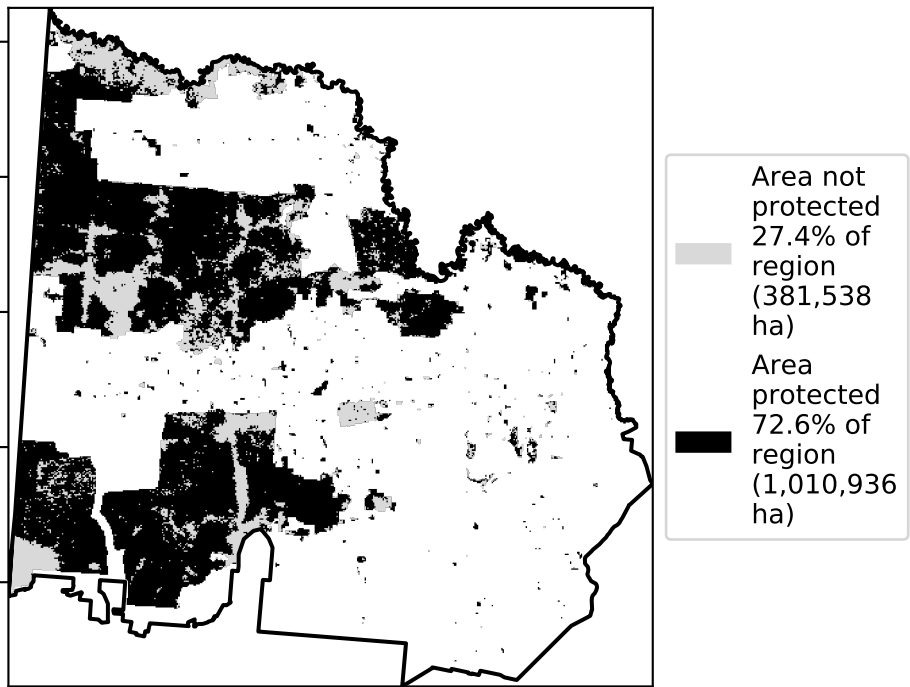 Area not
protected
27.4% of
region
(381,538
ha)
Area
protected
72.6% of
region
(1,010,936
ha)